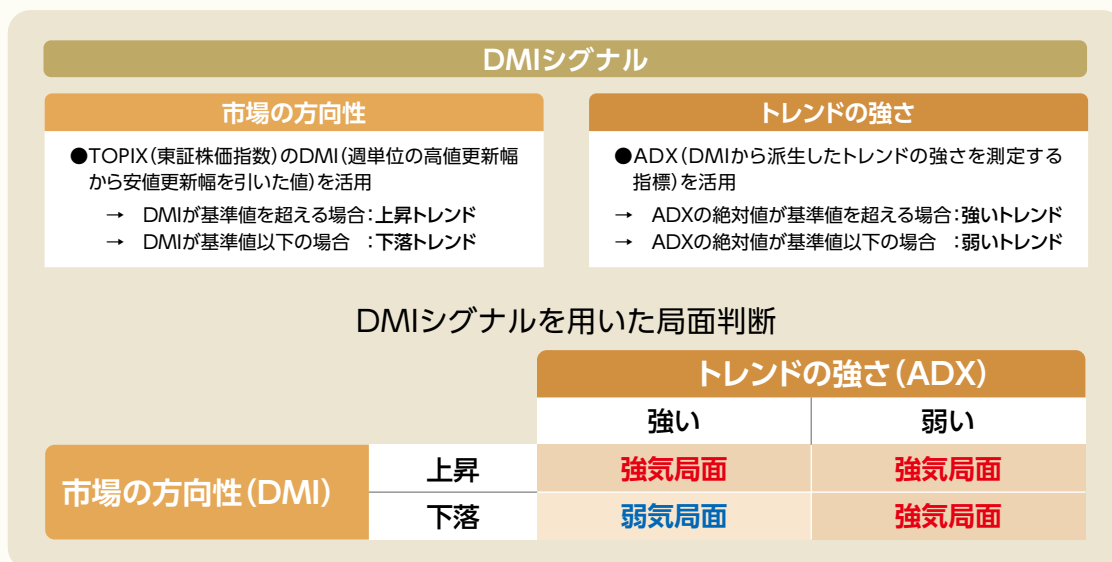 DMIシグナル
市場の方向性
●TOPIX(東証株価指数)のDMI(週単位の高値更新幅
から安値更新幅を引いた値)を活用
→ DMIが基準値を超える場合:上昇トレンド
→ DMIが基準値以下の場合 :下落トレンド
トレンドの強さ
●ADX(DMIから派生したトレンドの強さを測定する
指標)を活用
→ ADXの絶対値が基準値を超える場合:強いトレンド
→ ADXの絶対値が基準値以下の場合 :弱いトレンド
DMIシグナルを用いた局面判断
トレンドの強さ(ADX)
強い 弱い
市場の方向性(DMI)
上昇 強気局面 強気局面
下落 弱気局面 強気局面